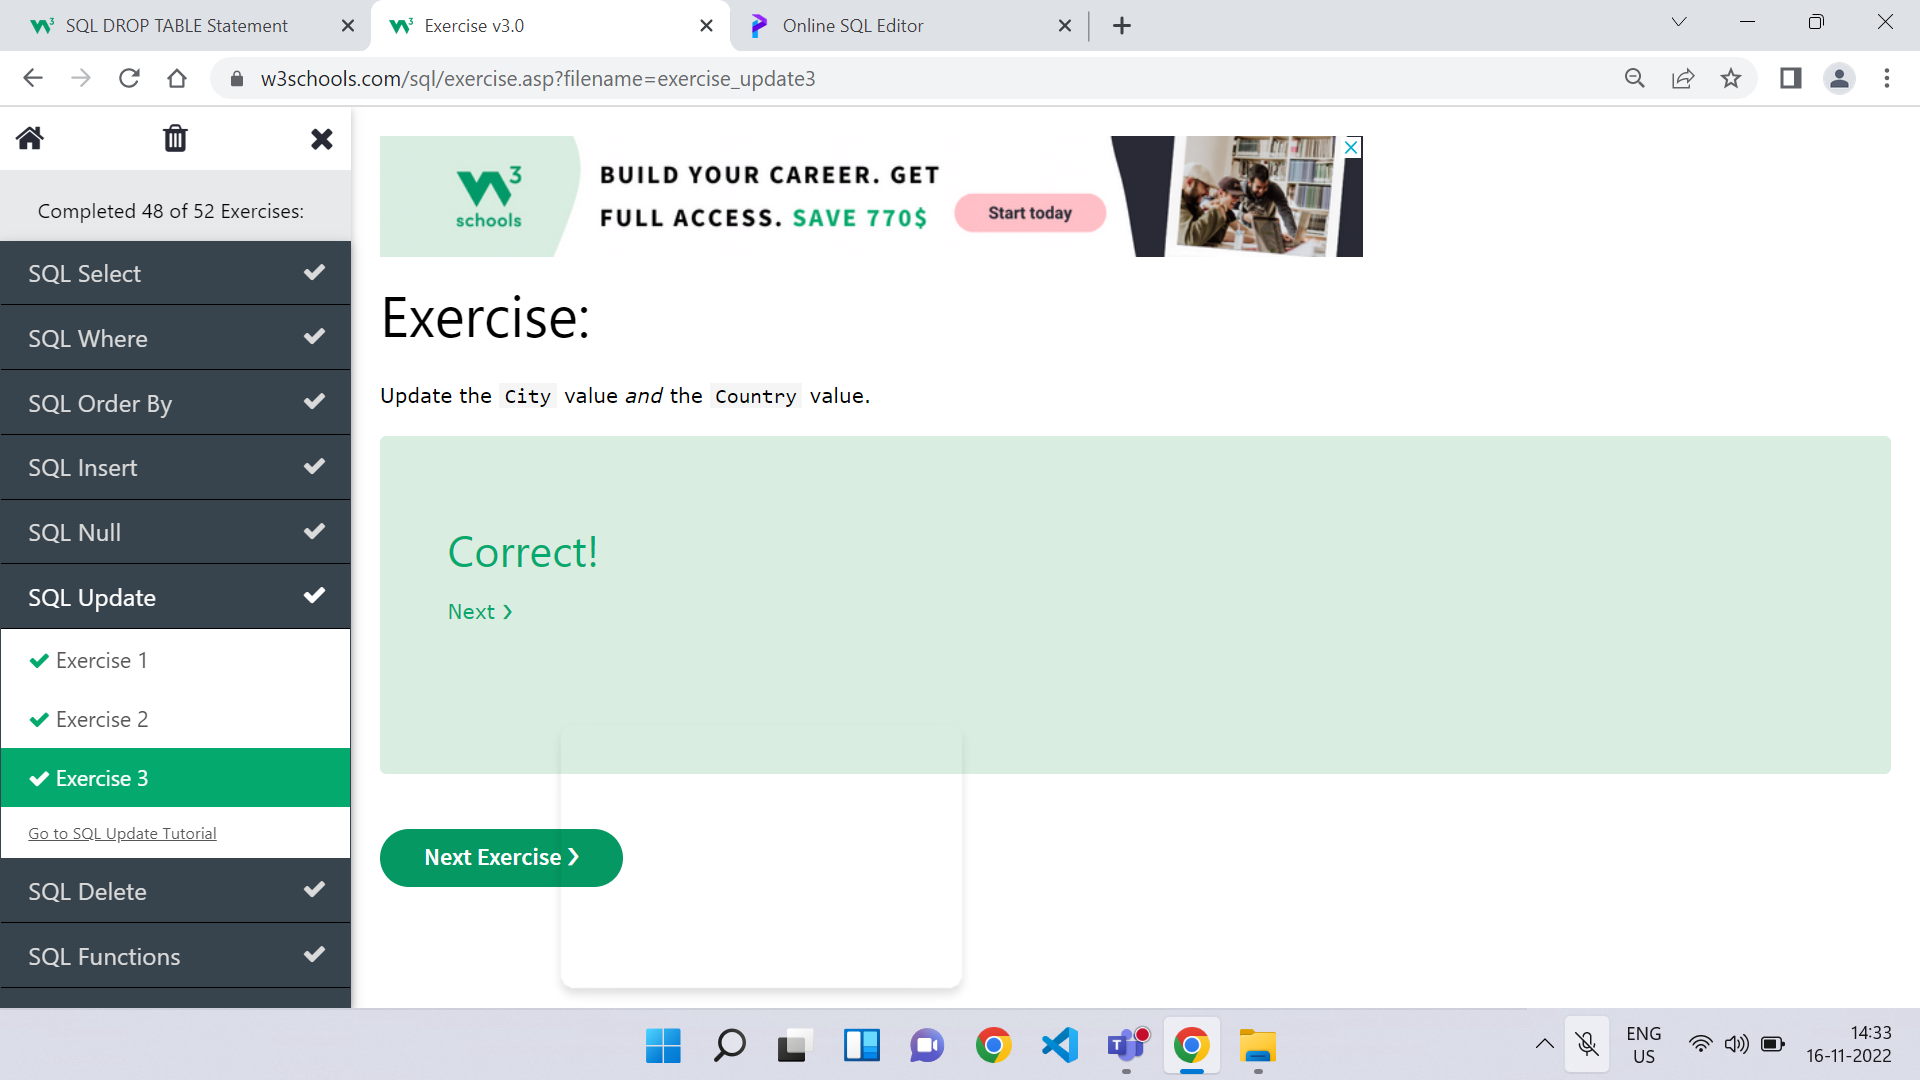 SQL DROP TABLE Statement
Exercise v3.0
Online SQL Editor
w3schools.com/sql/exercise.asp?filename=exercise_update3
Completed 48 of 52 Exercises:
SQL Select
SQL Where
SQL Order By
SQL Insert
SQL Null
SQL Update
Exercise 1
Exercise 2
Exercise 3
Go to SQL Update Tutorial
SQL Delete
SQL Functions
W3 schools
BUILD YOUR CAREER. GET
FULL ACCESS. SAVE 770$
Start today
Exercise:
Update the City value and the Country value.
Correct!
Next ❯
Next Exercise ❯
T
ENG
US
14:33
16-11-2022